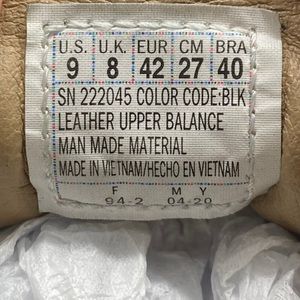 U.S. U.K. EUR CM BRA
9 8 42 27 40
SN 222045 COLOR CODE:BLK
LEATHER UPPER BALANCE
MAN MADE MATERIAL
MADE IN VIETNAM/HECHO EN VIETNAM
F M Y
94-2 04-20